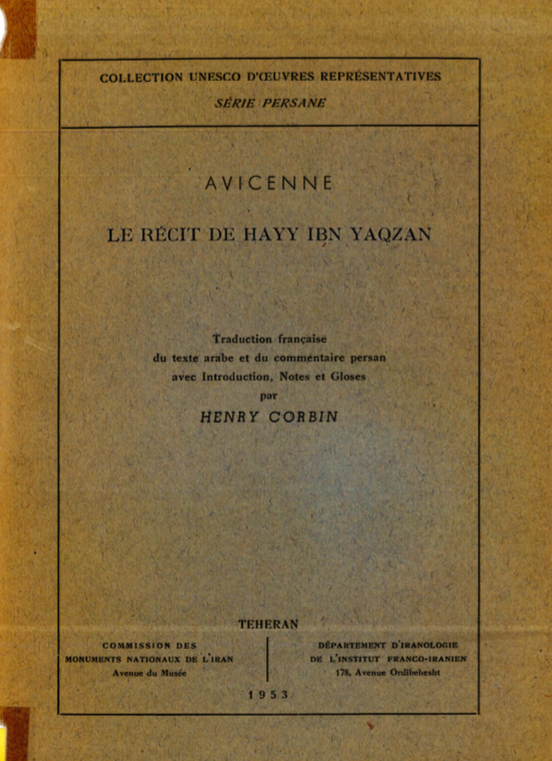 COLLECTION UNESCO D'ŒUVRES REPRÉSENTATIVES
SÉRIE PERSANE
AVICENNE
LE RÉCIT DE HAYY IBN YAQZAN
Traduction française
du texte arabe et du commentaire persan
avec Introduction, Notes et Gloses
par
HENRY CORBIN
TEHERAN
COMMISSION DES
MONUMENTS NATIONAUX DE L'IRAN
Avenue du Musée
DÉPARTEMENT D'IRANOLOGIE
DE L'INSTITUT FRANCO-IRANIEN
178, Avenue Ordibehesht
1953